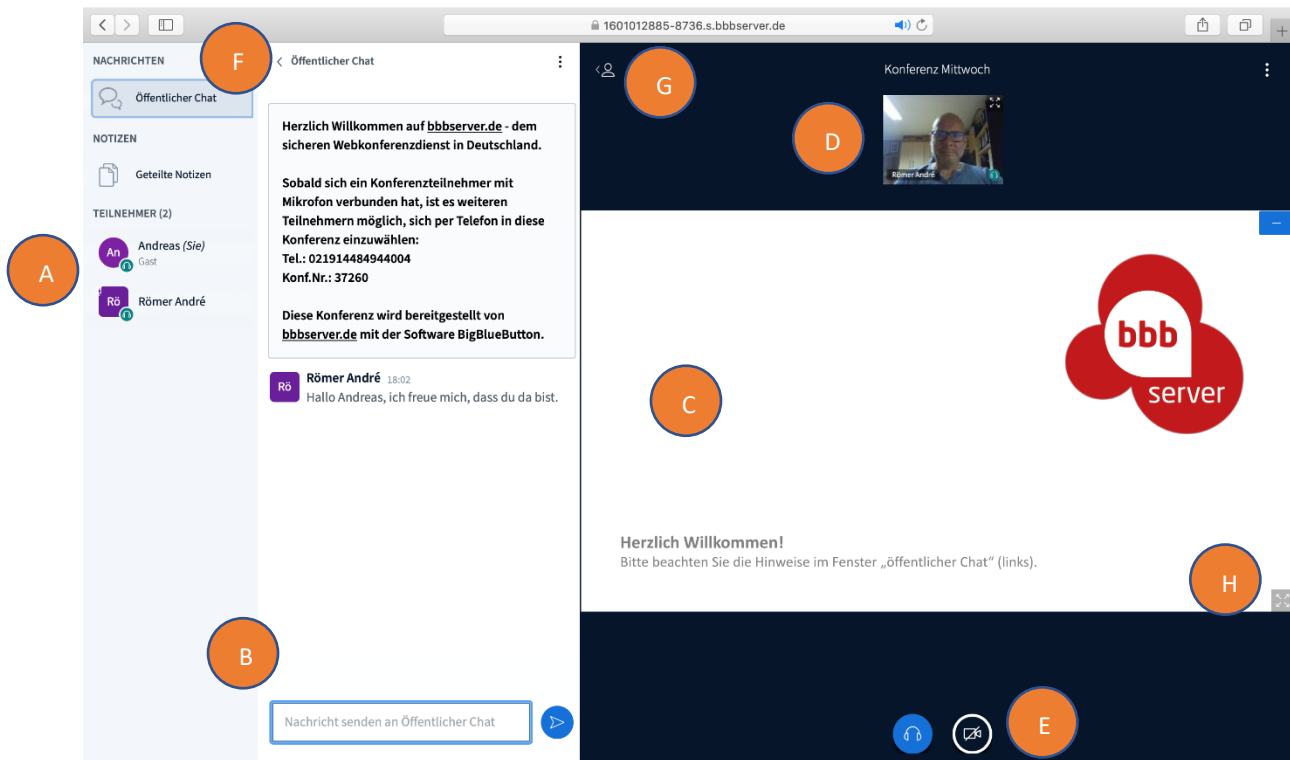 1601012885-8736.s.bbbserver.de
NACHRICHTEN
Öffentlicher Chat
NOTIZEN
Geteilte Notizen
TEILNEHMER (2)
An
Andreas (Sie)
Gast
Rö
Römer André
A
F
Öffentlicher Chat
Herzlich Willkommen auf bbbserver.de - dem
sicheren Webkonferenzdienst in Deutschland.
Sobald sich ein Konferenzteilnehmer mit
Mikrofon verbunden hat, ist es weiteren
Teilnehmern möglich, sich per Telefon in diese
Konferenz einzuwählen:
Tel.: 021914484944004
Konf.Nr.: 37260
Diese Konferenz wird bereitgestellt von
bbbserver.de mit der Software BigBlueButton.
Rö
Römer André 18:02
Hallo Andreas, ich freue mich, dass du da bist.
B
Nachricht senden an Öffentlicher Chat
G
Konferenz Mittwoch
D
Römer André
bbb
server
C
Herzlich Willkommen!
Bitte beachten Sie die Hinweise im Fenster „öffentlicher Chat“ (links).
H
E